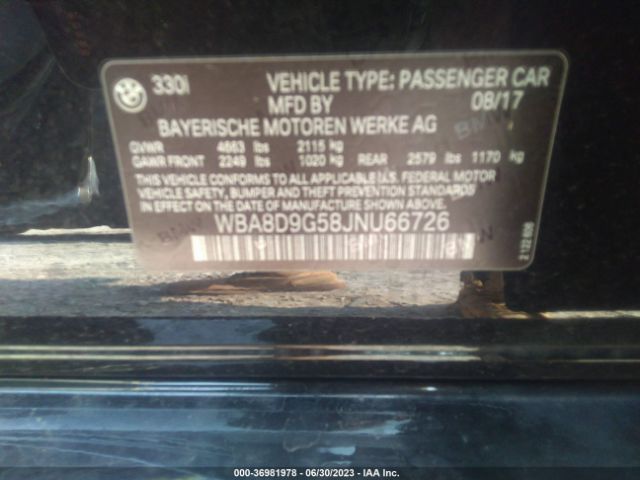 330i VEHICLE TYPE: PASSENGER CAR
MFD BY 08/17
BAYERISCHE MOTOREN WERKE AG
GVWR 4663 lbs 2115 kg
GAWR FRONT 2249 lbs 1020 kg REAR 2579 lbs 1170 kg
THIS VEHICLE CONFORMS TO ALL APPLICABLE U.S. FEDERAL MOTOR
VEHICLE SAFETY, BUMPER AND THEFT PREVENTION STANDARDS IN
EFFECT ON THE DATE OF MANUFACTURE SHOWN ABOVE.
WBA8D9G58JNU66726
2 122 608
000-36981978 - 06/30/2023 - IAA Inc.